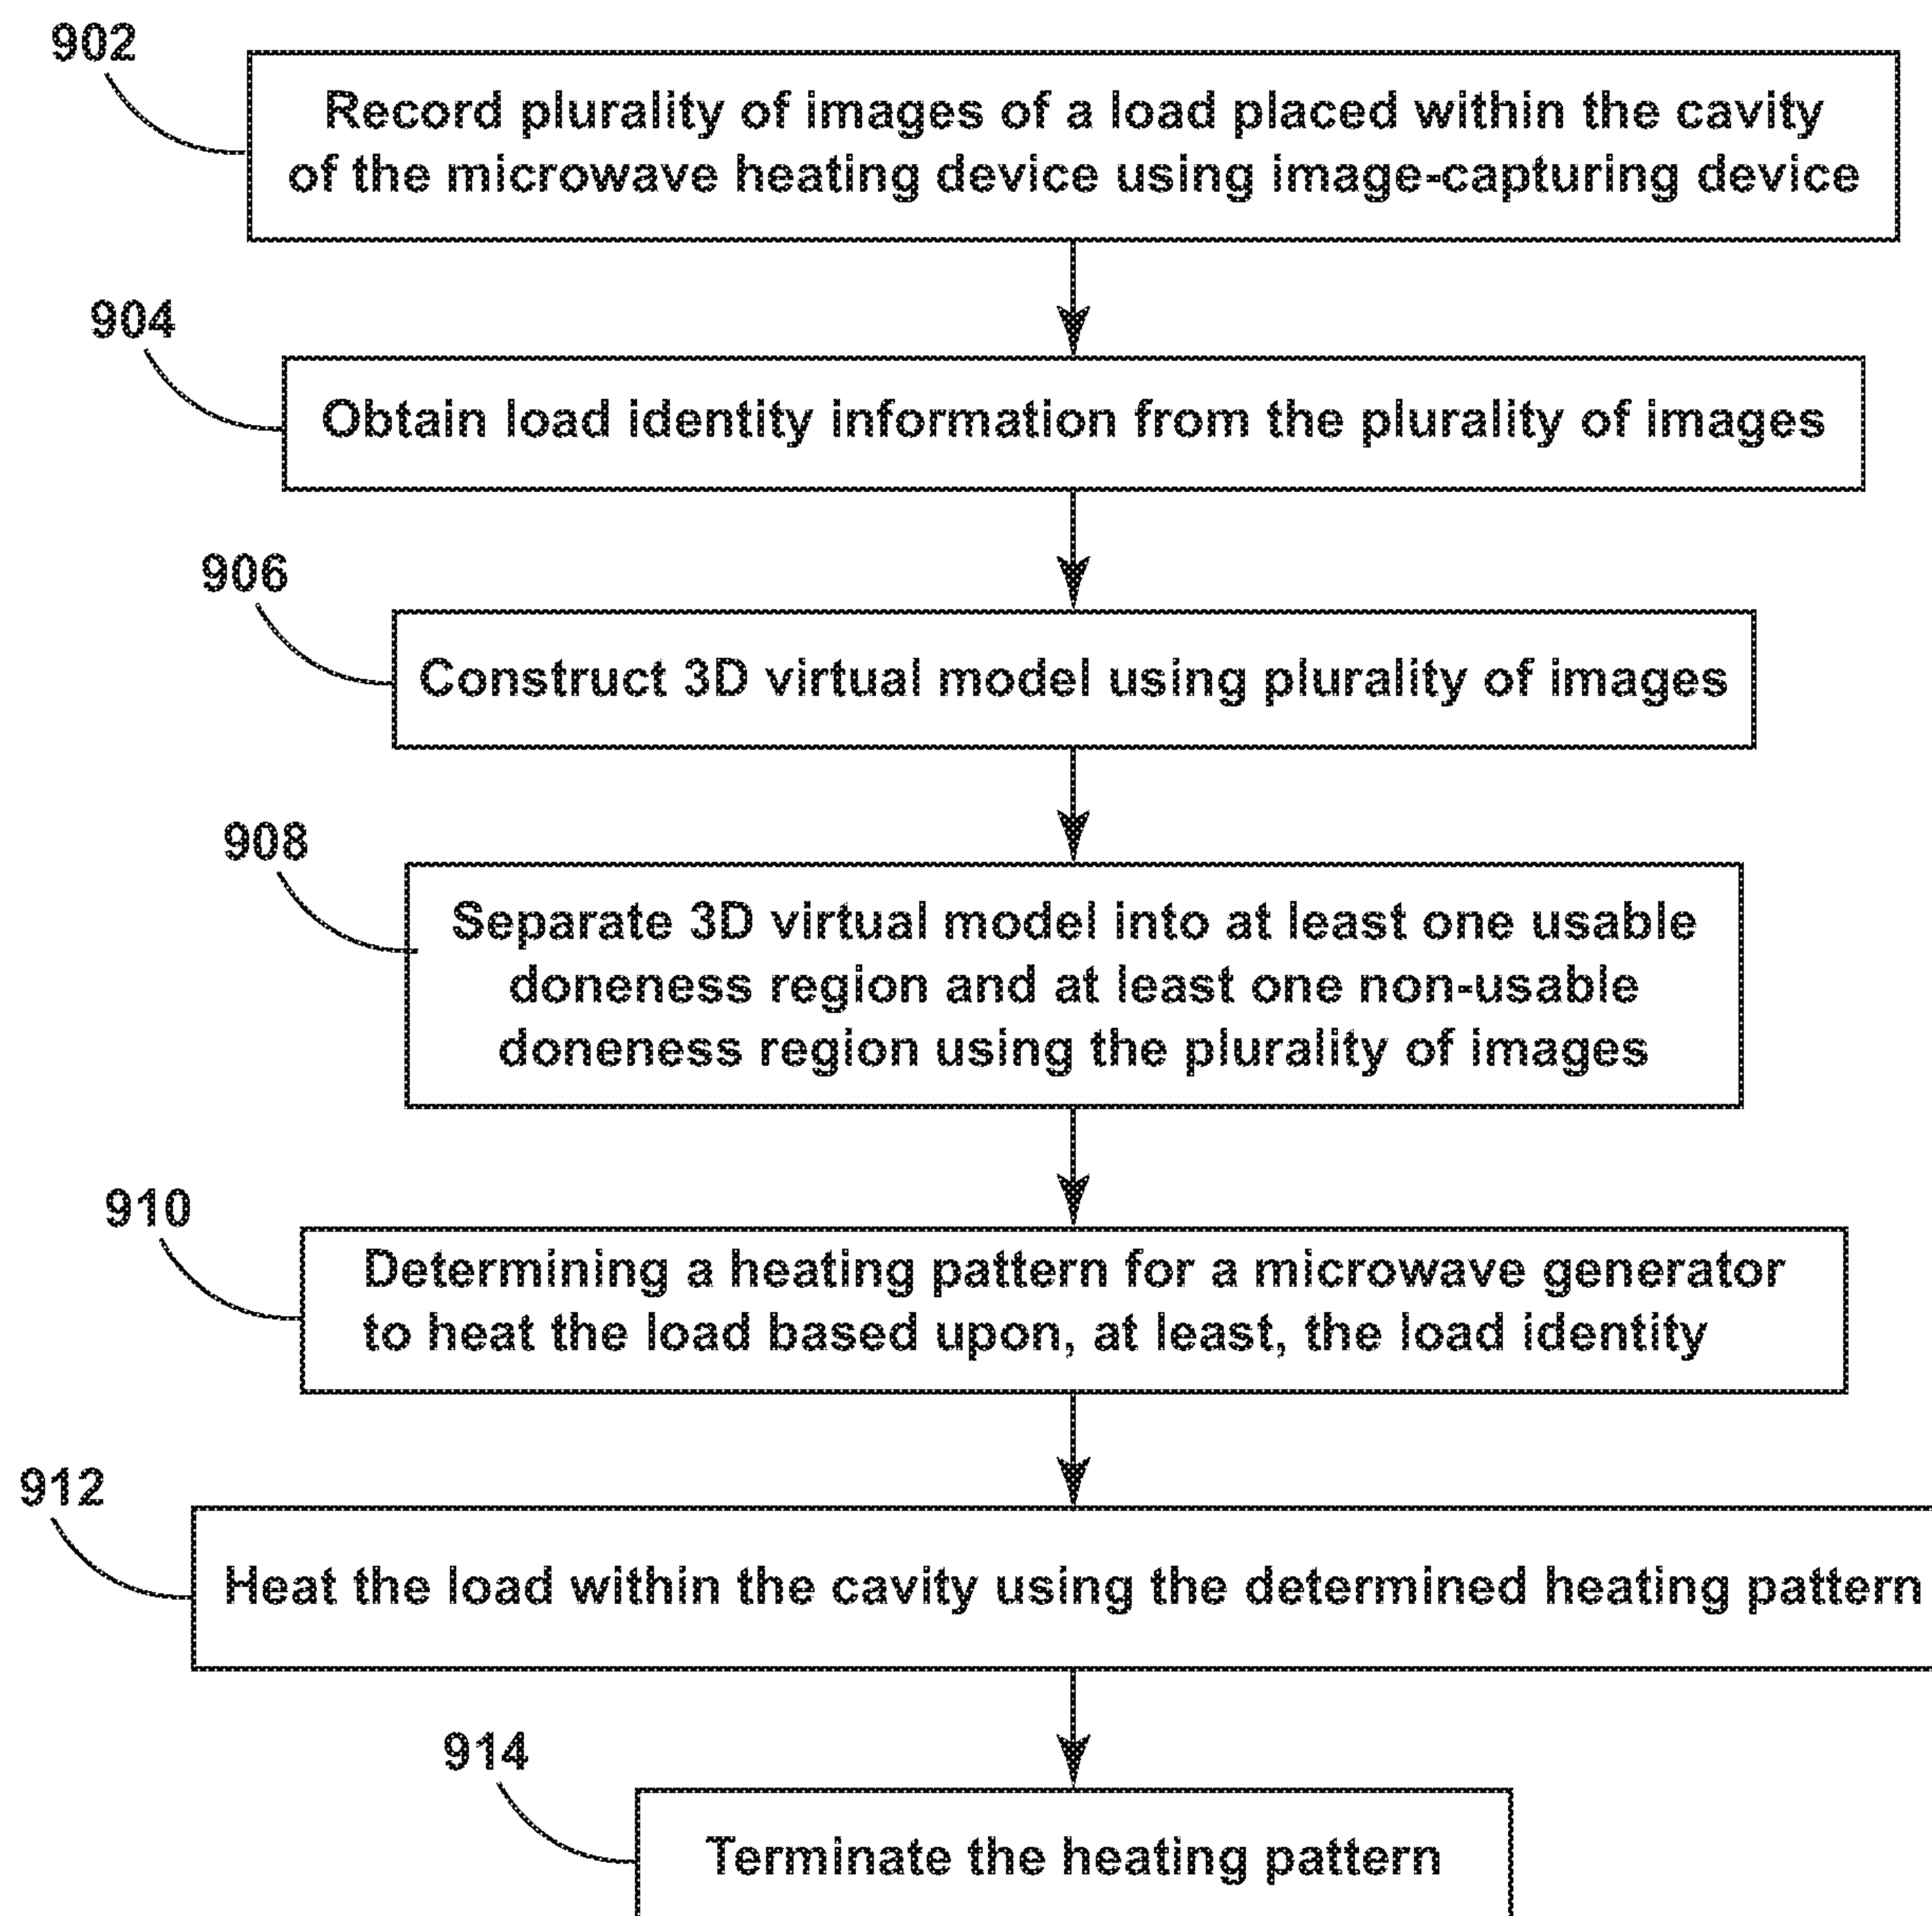 902
Record plurality of images of a load placed within the cavity
of the microwave heating device using image-capturing device
904
Obtain load identity information from the plurality of images
906
Construct 3D virtual model using plurality of images
908
Separate 3D virtual model into at least one usable
doneness region and at least one non-usable
doneness region using the plurality of images
910
Determining a heating pattern for a microwave generator
to heat the load based upon, at least, the load identity
912
Heat the load within the cavity using the determined heating pattern
914
Terminate the heating pattern